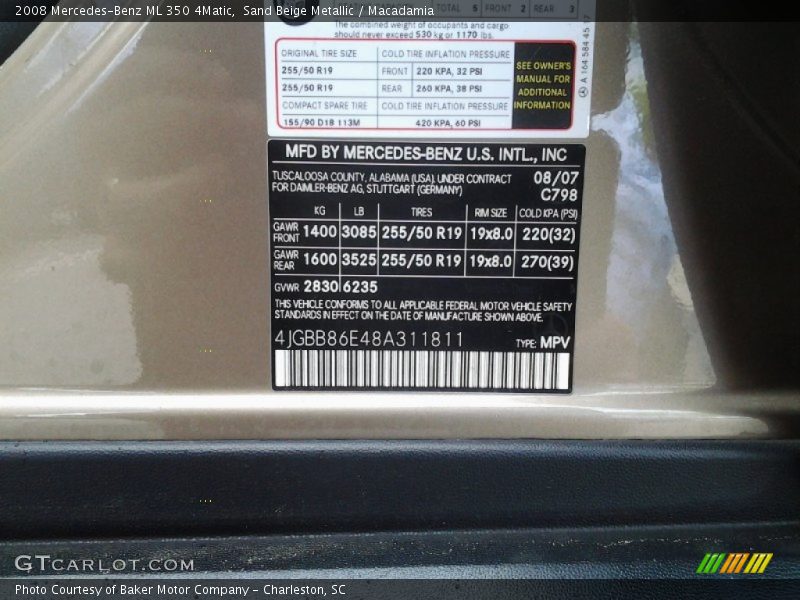 2008 Mercedes-Benz ML 350 4Matic, Sand Beige Metallic / Macadamia
TOTAL 5 FRONT 2 REAR 3
The combined weight of occupants and cargo
should never exceed 530 kg or 1170 lbs.
ORIGINAL TIRE SIZE COLD TIRE INFLATION PRESSURE
255/50 R19 FRONT 220 KPA, 32 PSI
255/50 R19 REAR 260 KPA, 38 PSI
COMPACT SPARE TIRE COLD TIRE INFLATION PRESSURE
155/90 D18 113M 420 KPA, 60 PSI
SEE OWNER'S
MANUAL FOR
ADDITIONAL
INFORMATION
A 164 584 45
MFD BY MERCEDES-BENZ U.S. INTL., INC
TUSCALOOSA COUNTY, ALABAMA (USA), UNDER CONTRACT
FOR DAIMLER-BENZ AG, STUTTGART (GERMANY)
08/07
C798
KG LB TIRES RIM SIZE COLD KPA (PSI)
GAWR FRONT 1400 3085 255/50 R19 19x8.0 220(32)
GAWR REAR 1600 3525 255/50 R19 19x8.0 270(39)
GVWR 2830 6235
THIS VEHICLE CONFORMS TO ALL APPLICABLE FEDERAL MOTOR VEHICLE SAFETY
STANDARDS IN EFFECT ON THE DATE OF MANUFACTURE SHOWN ABOVE.
4JGBB86E48A311811 TYPE: MPV
GTCARLOT.COM
Photo Courtesy of Baker Motor Company - Charleston, SC